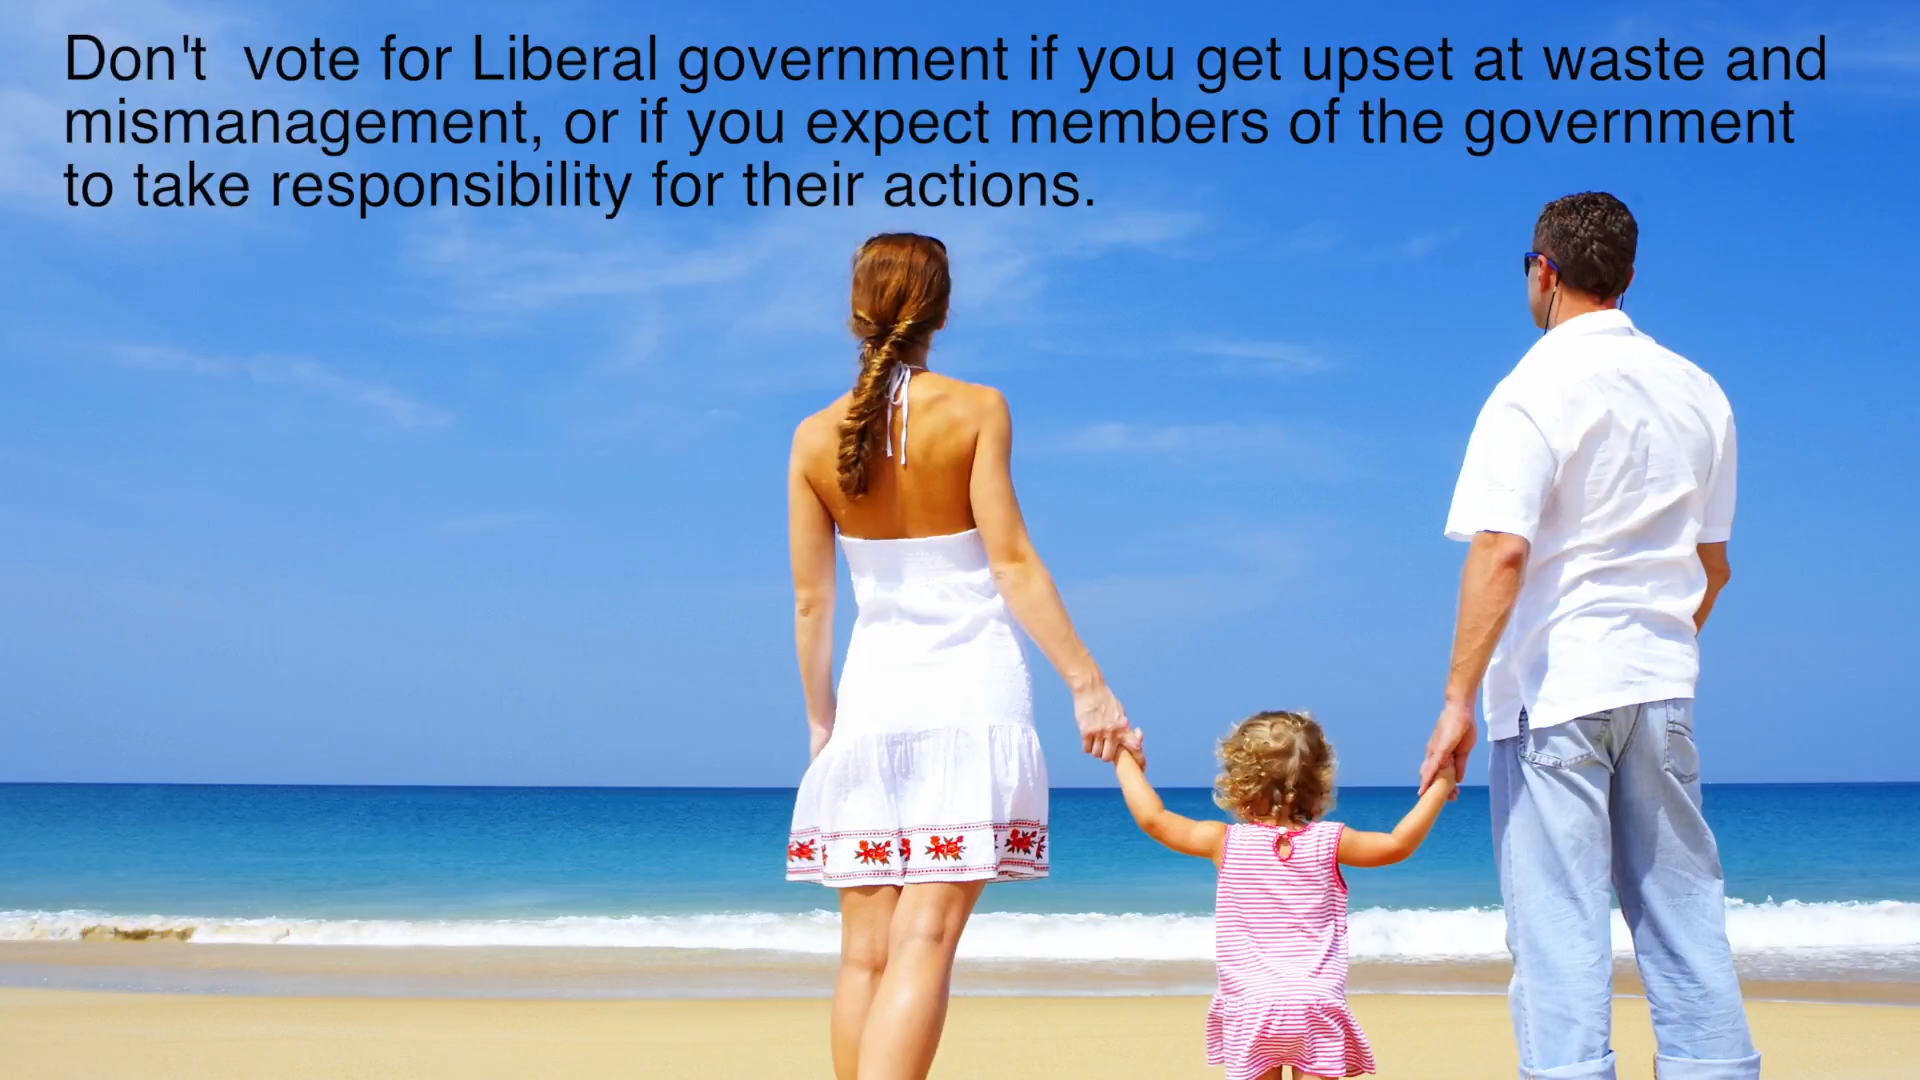 Don't  vote for Liberal government if you get upset at waste and
mismanagement, or if you expect members of the government
to take responsibility for their actions.